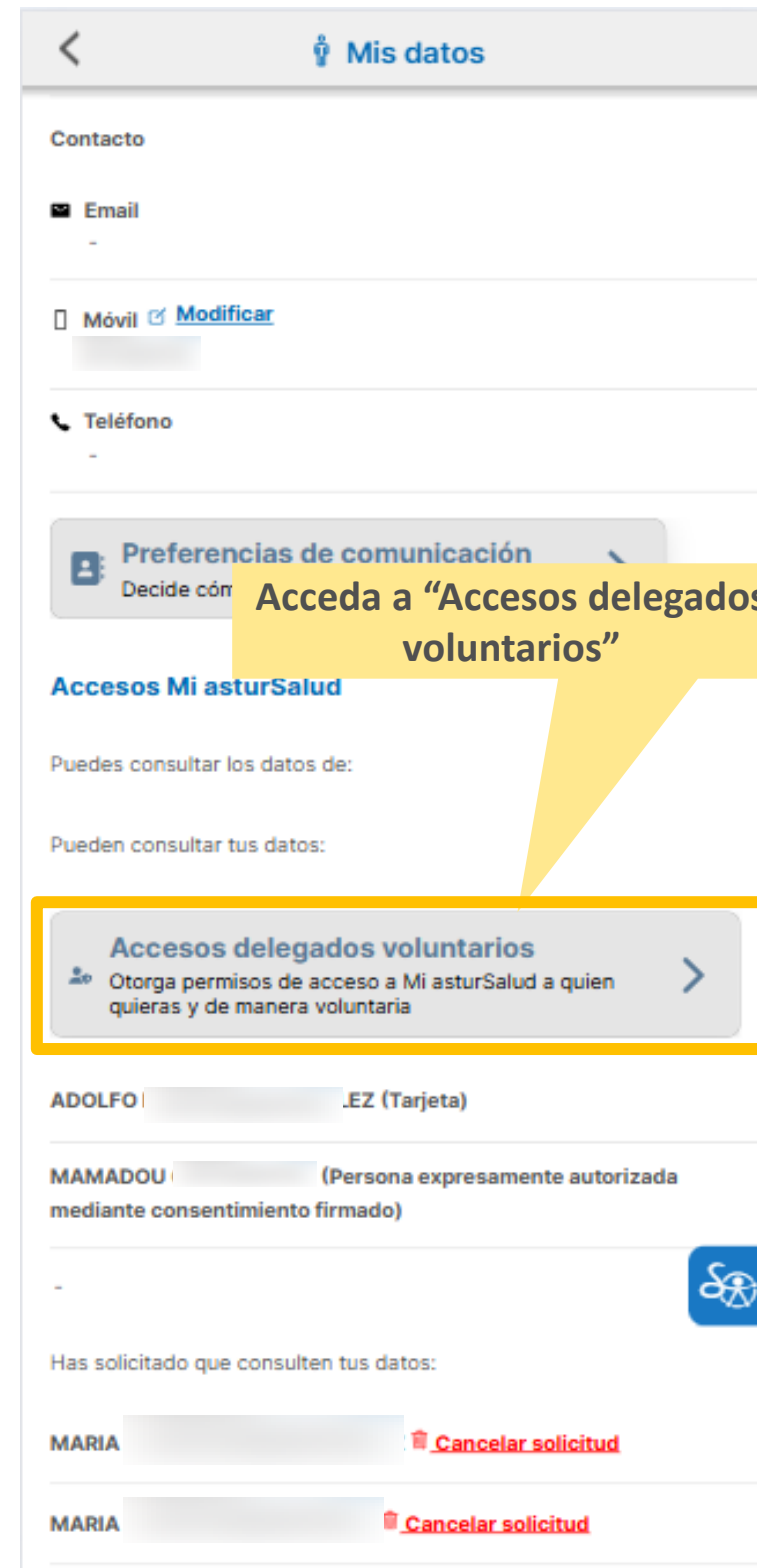 Mis datos
Contacto
Email
-
Móvil Modificar
Teléfono
-
Preferencias de comunicación
Decide cóm
Acceda a “Accesos delegados
voluntarios”
Accesos Mi asturSalud
Puedes consultar los datos de:
Pueden consultar tus datos:
Accesos delegados voluntarios
Otorga permisos de acceso a Mi asturSalud a quien
quieras y de manera voluntaria
ADOLFO LEZ (Tarjeta)
MAMADOU (Persona expresamente autorizada
mediante consentimiento firmado)
-
Has solicitado que consulten tus datos:
MARIA Cancelar solicitud
MARIA Cancelar solicitud